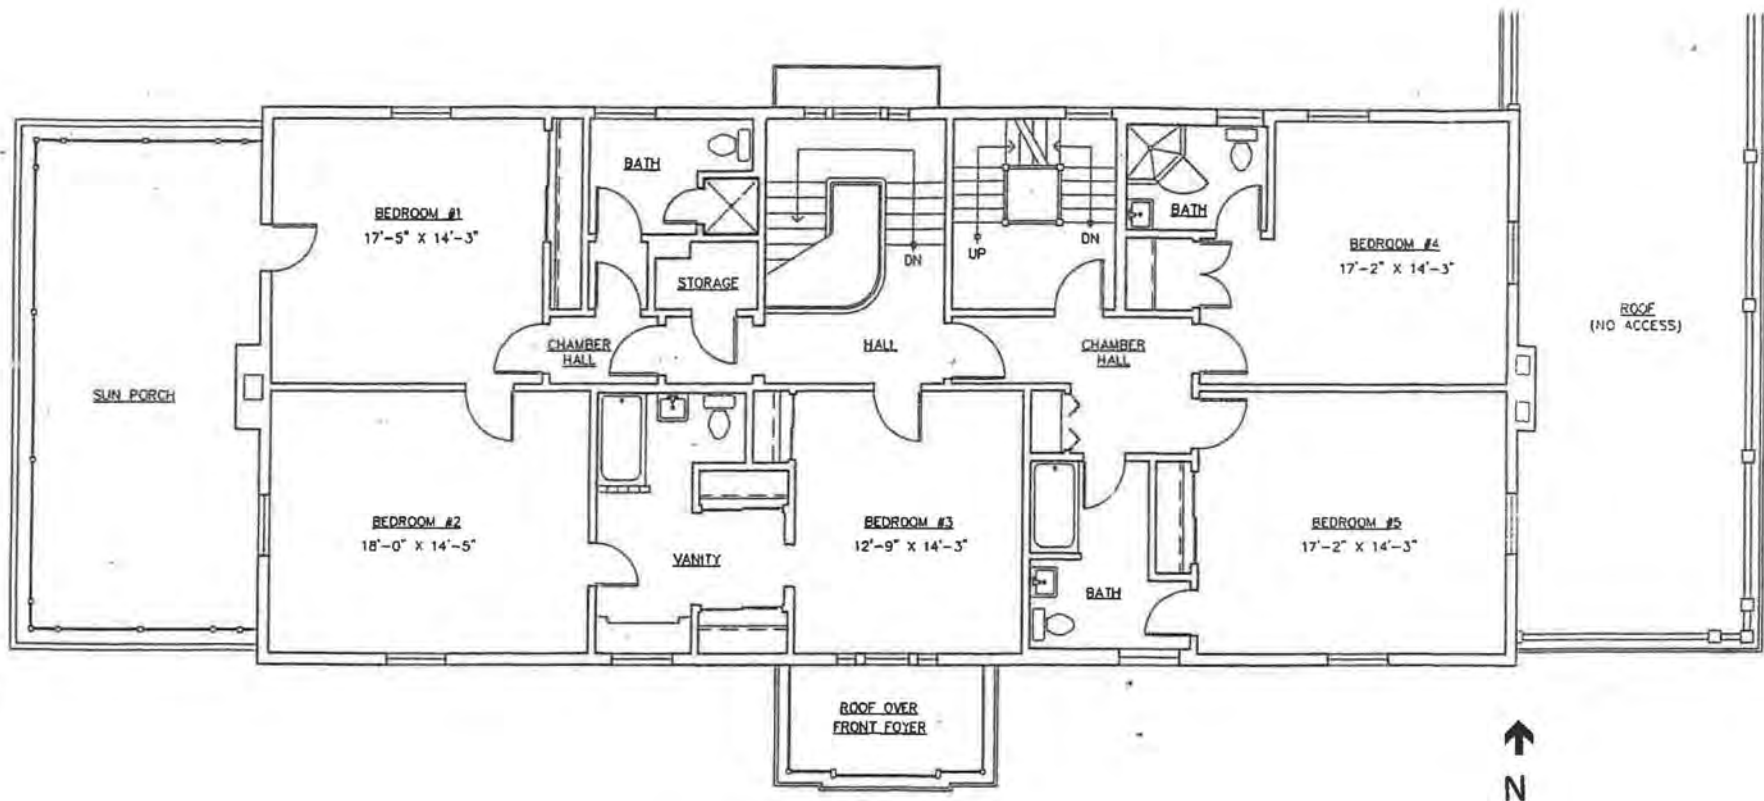 BATH
BEDROOM #1
17'-5" X 14'-3"
STORAGE
DN
UP
DN
BATH
BEDROOM #4
17'-2" X 14'-3"
ROOF
(NO ACCESS)
CHAMBER
HALL
HALL
CHAMBER
HALL
SUN PORCH
BEDROOM #2
18'-0" X 14'-5"
VANITY
BEDROOM #3
12'-9" X 14'-3"
BATH
BEDROOM #5
17'-2" X 14'-3"
ROOF OVER
FRONT FOYER
N